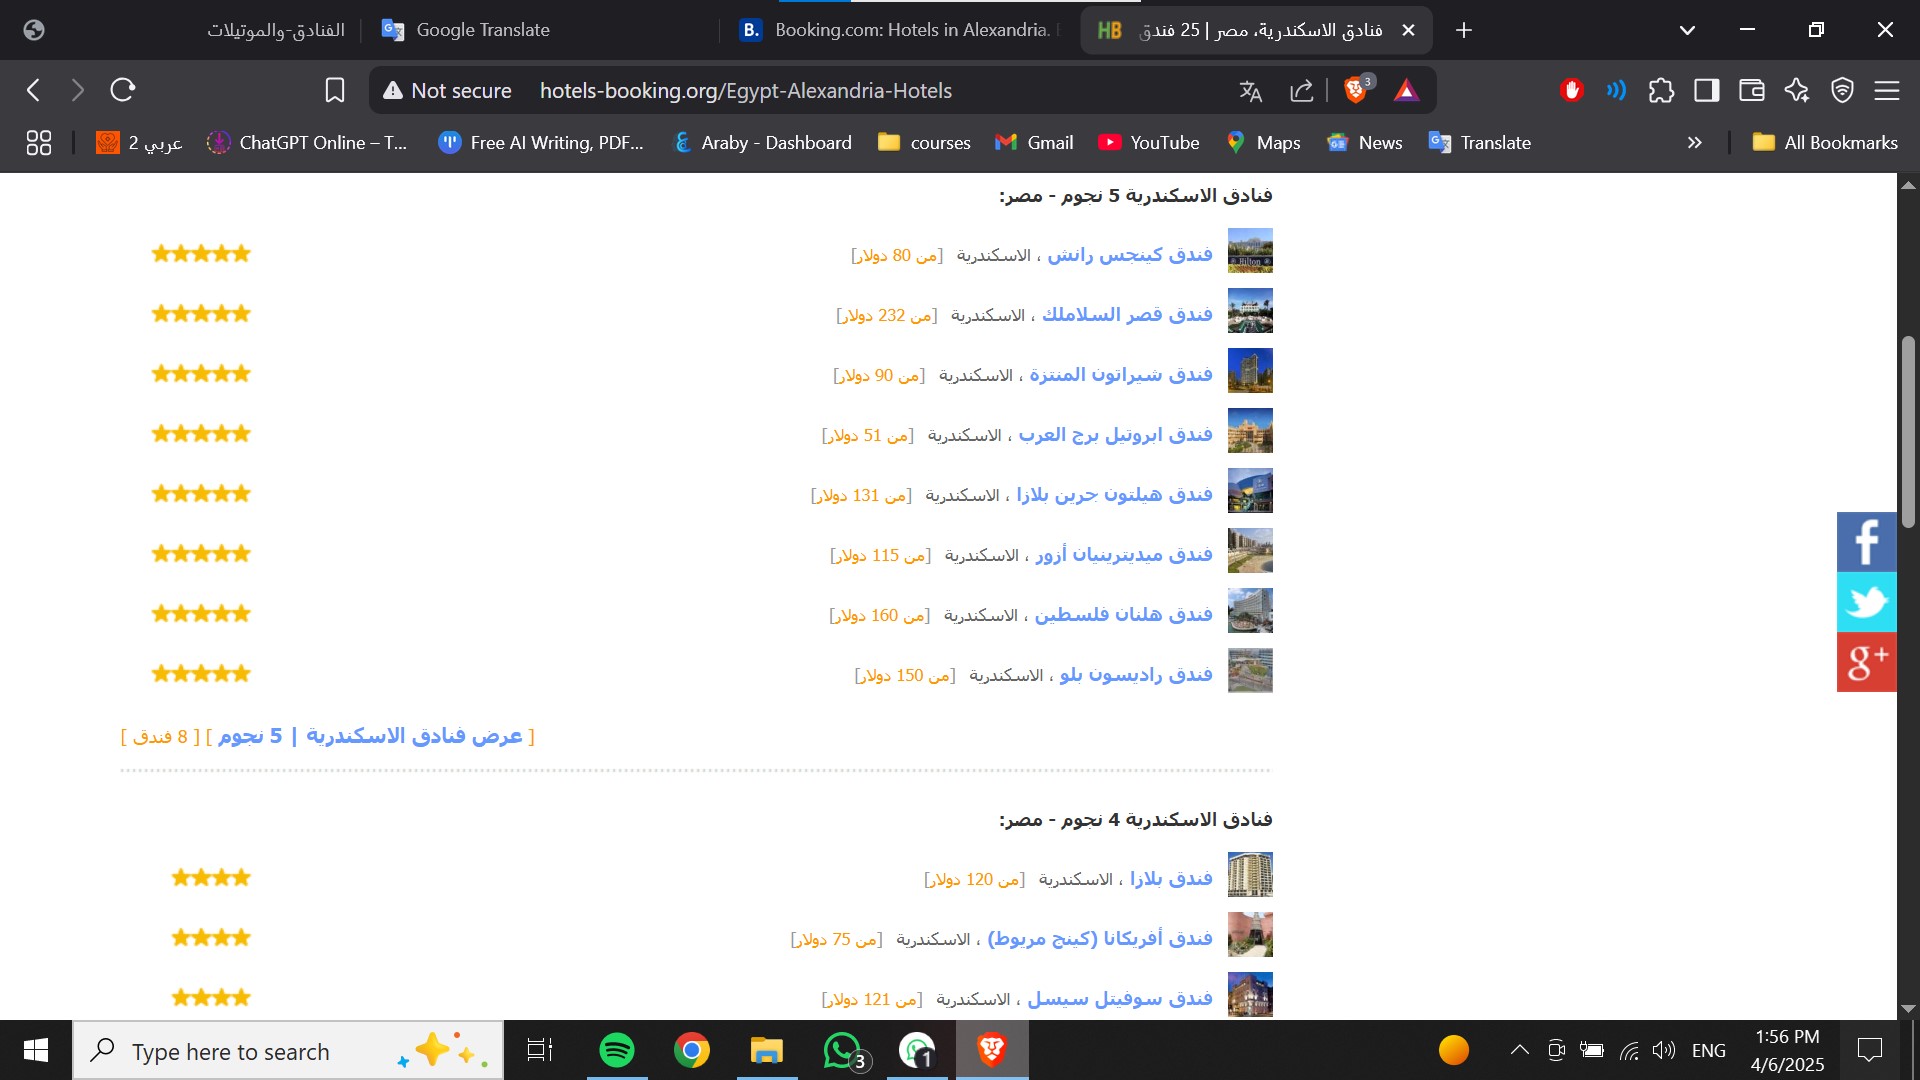 الفنادق-والموتيلات
Google Translate
B. Booking.com: Hotels in Alexandria.
HB فنادق الاسكندرية، مصر | 25 فندق
Not secure hotels-booking.org/Egypt-Alexandria-Hotels
3
عربي 2
ChatGPT Online – T...
Free AI Writing, PDF...
Araby - Dashboard
courses
Gmail
YouTube
Maps
News
Translate
All Bookmarks
فنادق الاسكندرية 5 نجوم - مصر:
فندق كينجس رانش ، الاسكندرية [من 80 دولار]
فندق قصر السلاملك ، الاسكندرية [من 232 دولار]
فندق شيراتون المنتزة ، الاسكندرية [من 90 دولار]
فندق ابروتيل برج العرب ، الاسكندرية [من 51 دولار]
فندق هيلتون جرين بلازا ، الاسكندرية [من 131 دولار]
فندق ميديترينيان أزور ، الاسكندرية [من 115 دولار]
فندق هلنان فلسطين ، الاسكندرية [من 160 دولار]
فندق راديسون بلو ، الاسكندرية [من 150 دولار]
[ عرض فنادق الاسكندرية | 5 نجوم ] [ 8 فندق ]
فنادق الاسكندرية 4 نجوم - مصر:
فندق بلازا ، الاسكندرية [من 120 دولار]
فندق أفريكانا (كينج مريوط) ، الاسكندرية [من 75 دولار]
فندق سوفيتل سيسل ، الاسكندرية [من 121 دولار]
f
g+
Type here to search
3
1
ENG
1:56 PM
4/6/2025